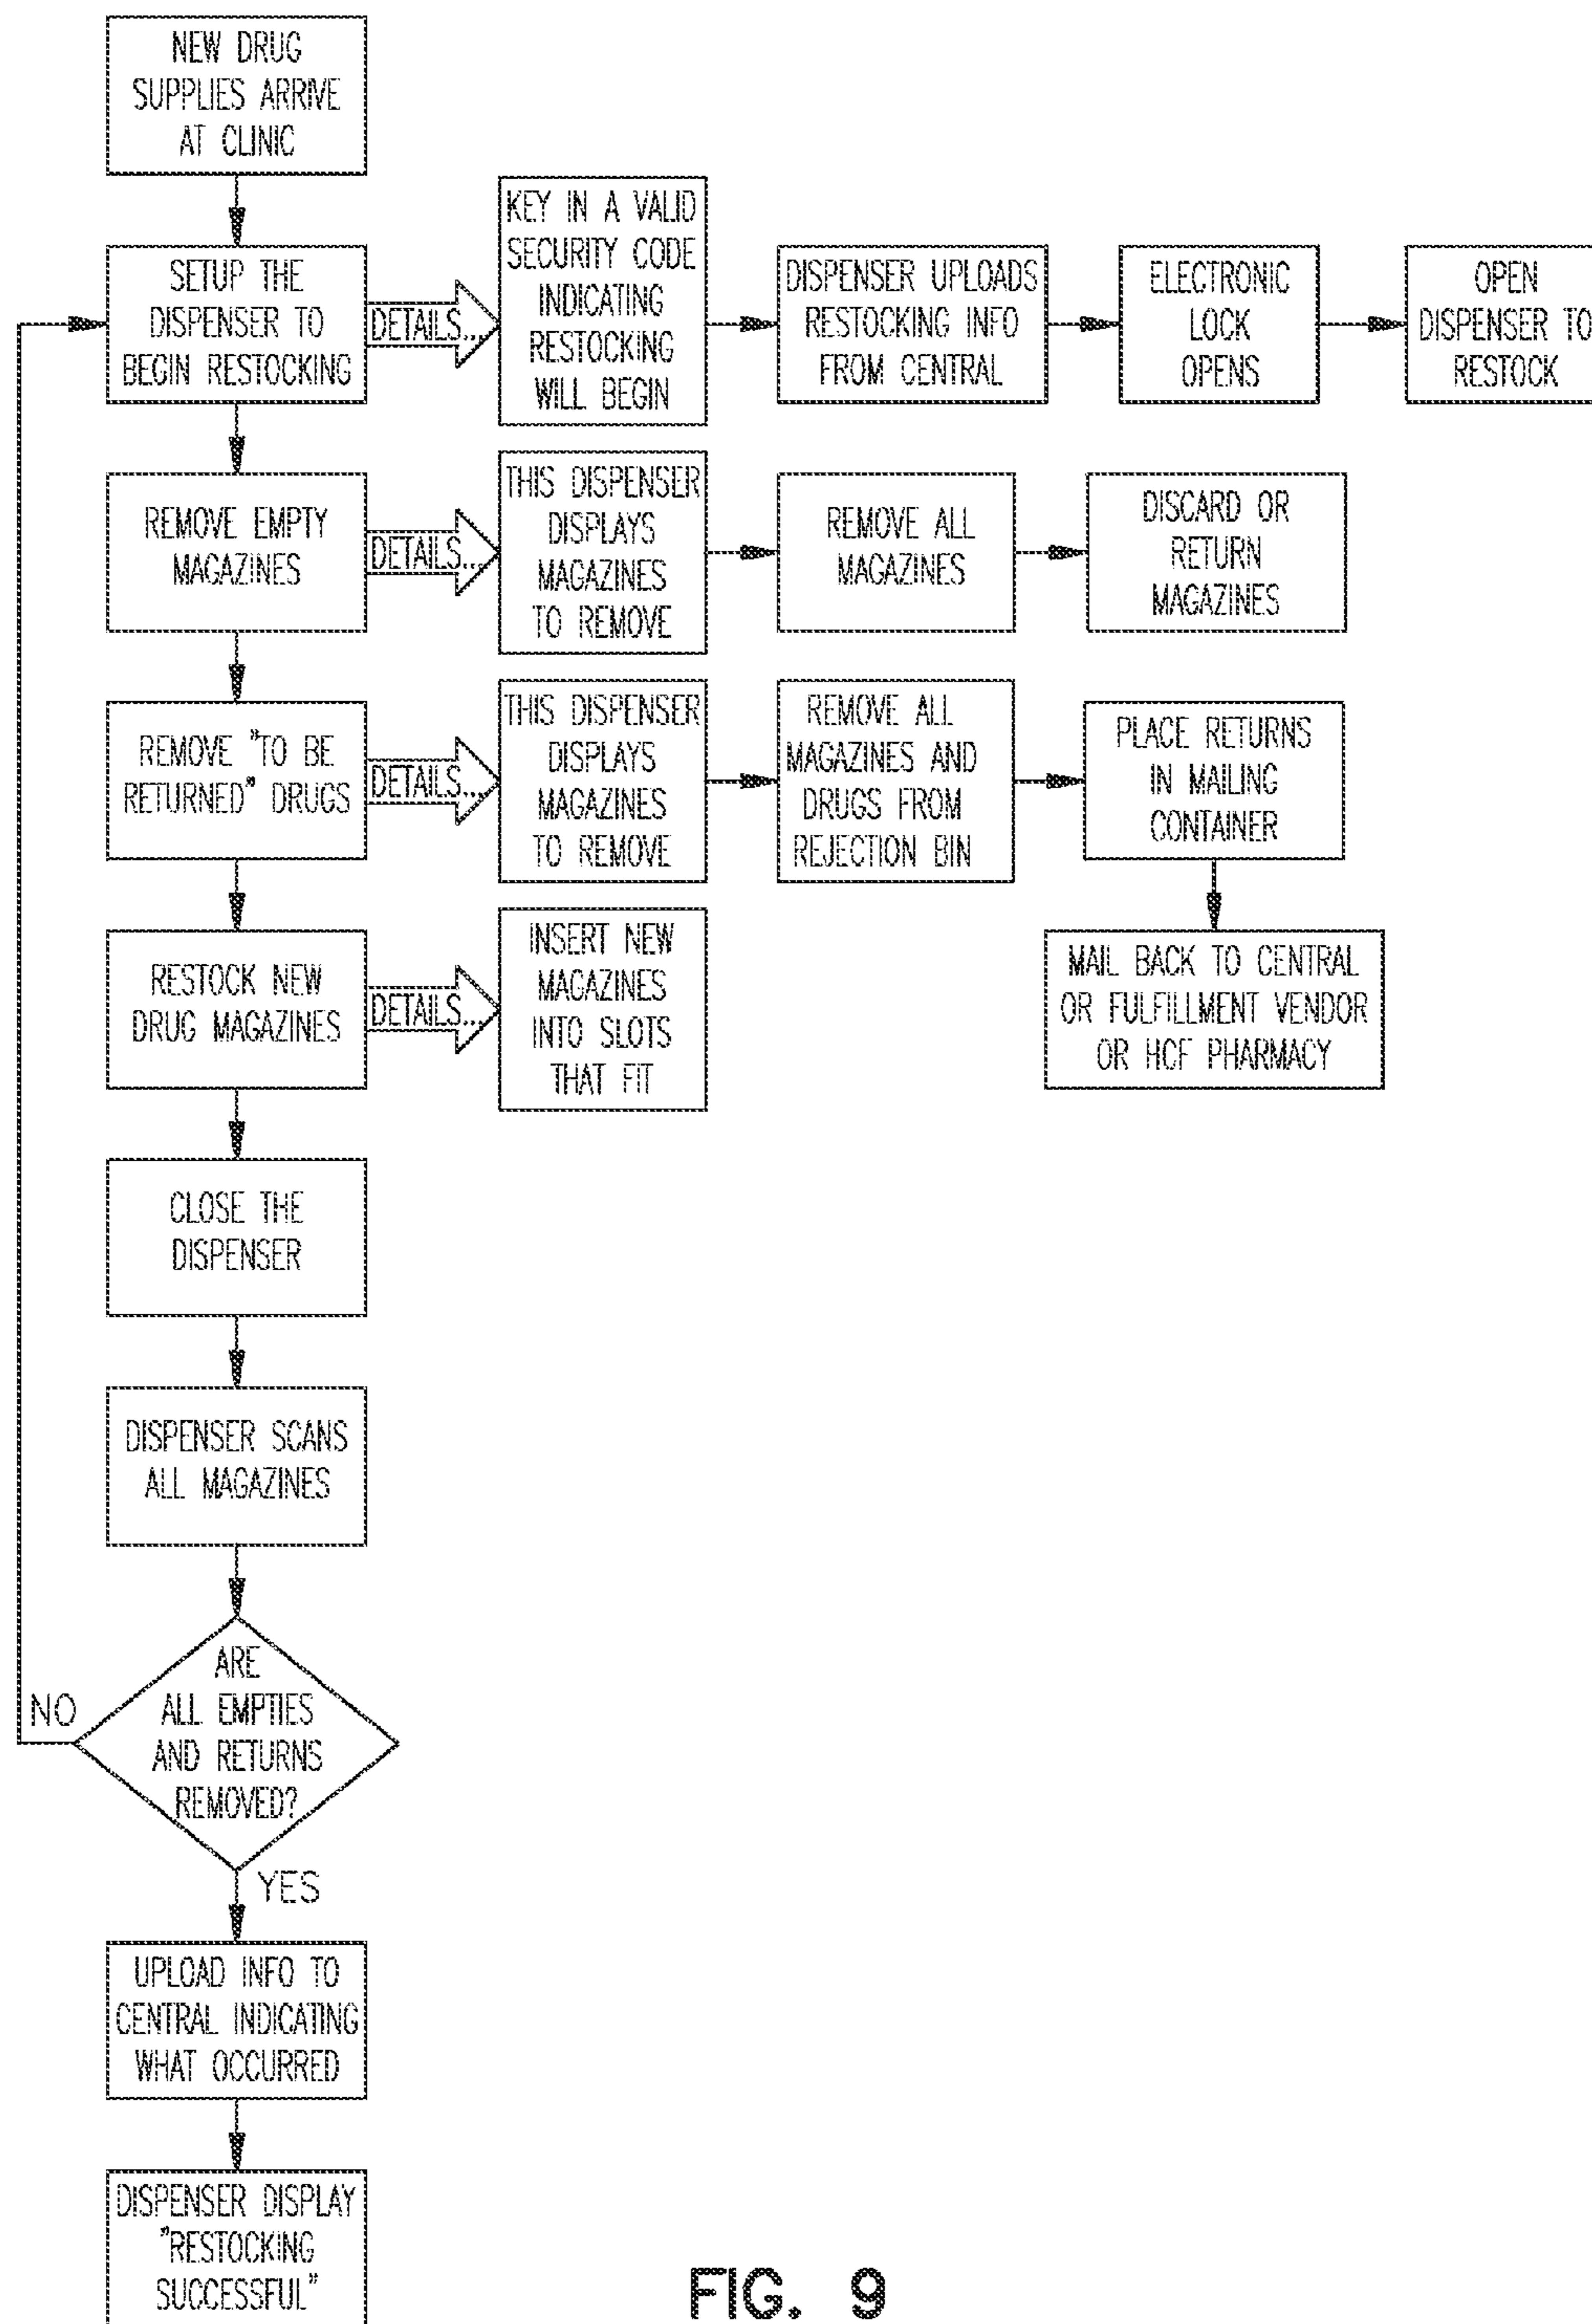 NEW DRUG
SUPPLIES ARRIVE
AT CLINIC
SETUP THE
DISPENSER TO
BEGIN RESTOCKING
DETAILS...
KEY IN A VALID
SECURITY CODE
INDICATING
RESTOCKING
WILL BEGIN
DISPENSER UPLOADS
RESTOCKING INFO
FROM CENTRAL
ELECTRONIC
LOCK
OPENS
OPEN
DISPENSER TO
RESTOCK
REMOVE EMPTY
MAGAZINES
DETAILS...
THIS DISPENSER
DISPLAYS
MAGAZINES
TO REMOVE
REMOVE ALL
MAGAZINES
DISCARD OR
RETURN
MAGAZINES
REMOVE "TO BE
RETURNED" DRUGS
DETAILS...
THIS DISPENSER
DISPLAYS
MAGAZINES
TO REMOVE
REMOVE ALL
MAGAZINES AND
DRUGS FROM
REJECTION BIN
PLACE RETURNS
IN MAILING
CONTAINER
MAIL BACK TO CENTRAL
OR FULFILLMENT VENDOR
OR HCF PHARMACY
RESTOCK NEW
DRUG MAGAZINES
DETAILS...
INSERT NEW
MAGAZINES
INTO SLOTS
THAT FIT
CLOSE THE
DISPENSER
DISPENSER SCANS
ALL MAGAZINES
ARE
ALL EMPTIES
AND RETURNS
REMOVED?
NO
YES
UPLOAD INFO TO
CENTRAL INDICATING
WHAT OCCURRED
DISPENSER DISPLAY
"RESTOCKING
SUCCESSFUL"
FIG. 9